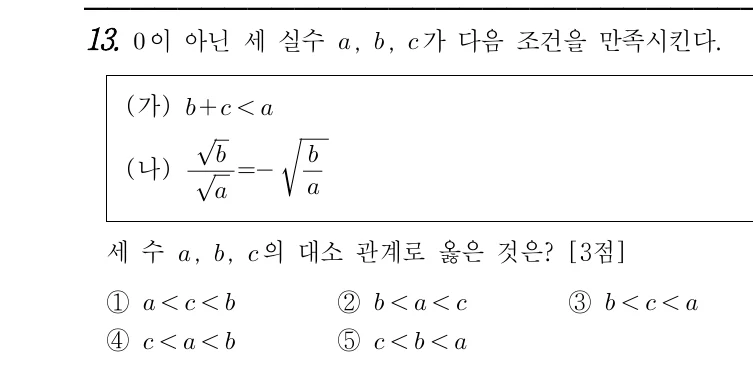 13. 0이 아닌 세 실수 a, b, c가 다음 조건을 만족시킨다.
(가) b+c<a
(나) √b/√a=-√(b/a)
세 수 a, b, c의 대소 관계로 옳은 것은? [3점]
① a<c<b ② b<a<c ③ b<c<a
④ c<a<b ⑤ c<b<a